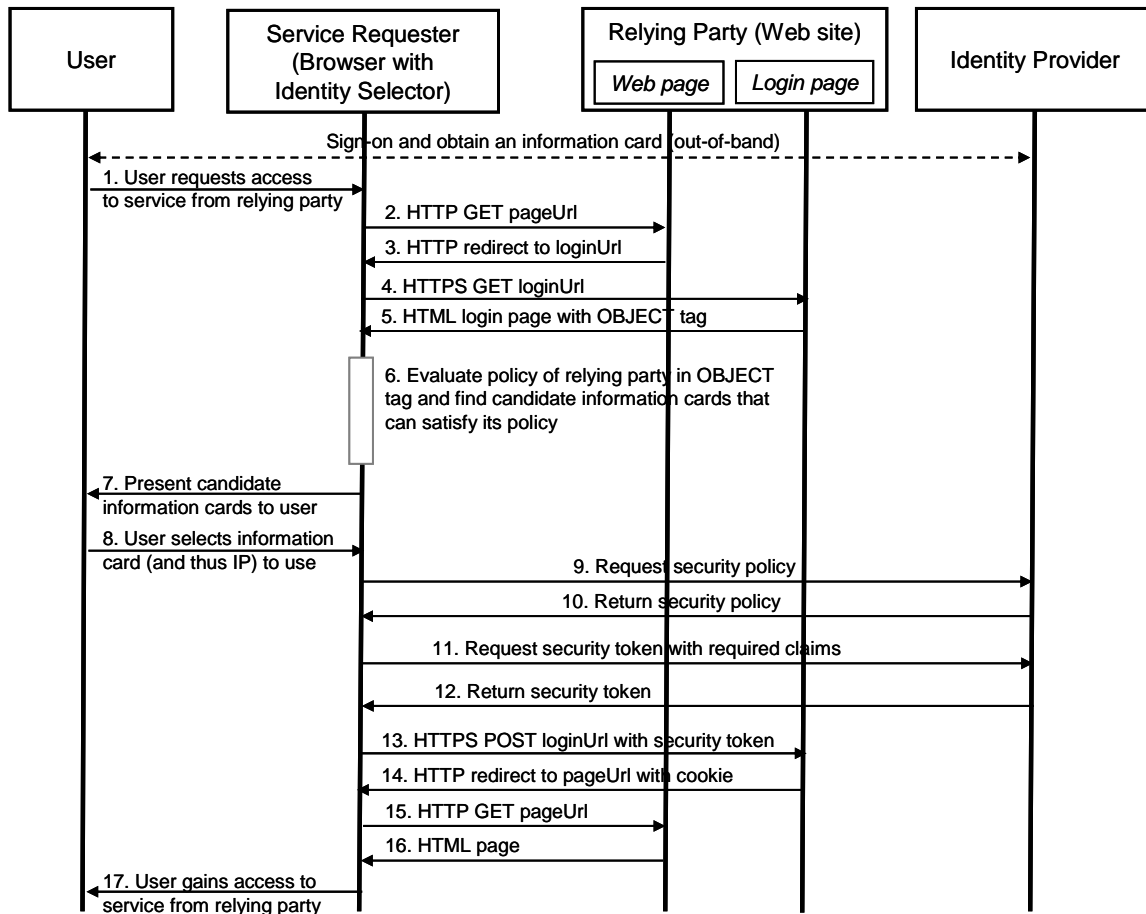 User
Service Requester
(Browser with
Identity Selector)
Relying Party (Web site)
Web page
Login page
Identity Provider
Sign-on and obtain an information card (out-of-band)
1. User requests access
to service from relying party
2. HTTP GET pageUrl
3. HTTP redirect to loginUrl
4. HTTPS GET loginUrl
5. HTML login page with OBJECT tag
6. Evaluate policy of relying party in OBJECT
tag and find candidate information cards that
can satisfy its policy
7. Present candidate
information cards to user
8. User selects information
card (and thus IP) to use
9. Request security policy
10. Return security policy
11. Request security token with required claims
12. Return security token
13. HTTPS POST loginUrl with security token
14. HTTP redirect to pageUrl with cookie
15. HTTP GET pageUrl
16. HTML page
17. User gains access to
service from relying party